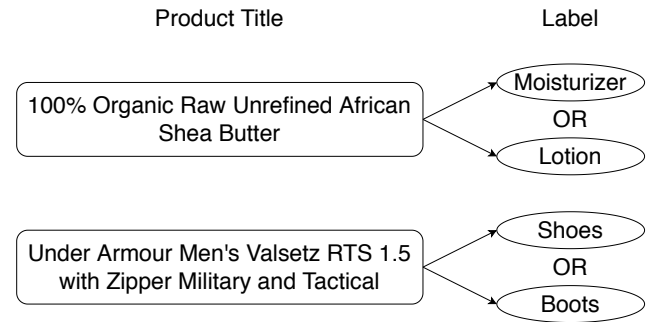 Product Title
Label
100% Organic Raw Unrefined African
Shea Butter
Moisturizer
OR
Lotion
Under Armour Men's Valsetz RTS 1.5
with Zipper Military and Tactical
Shoes
OR
Boots